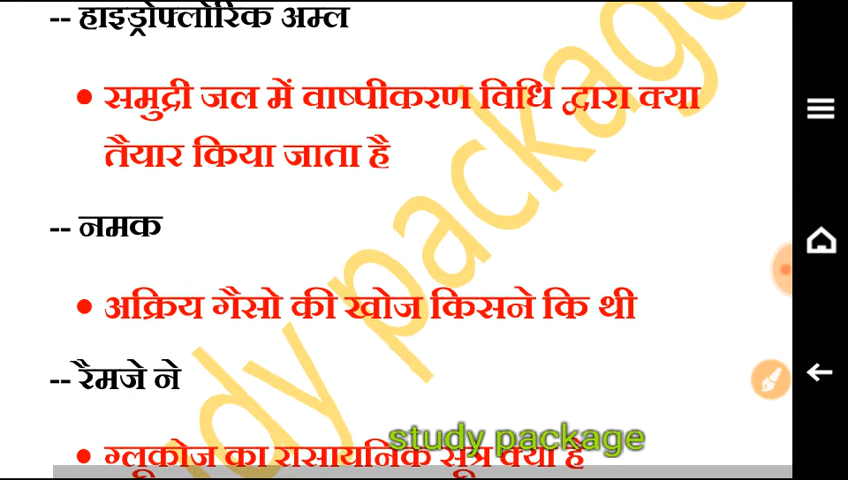 -- हाइड्रोफ्लोरिक अम्ल
• समुद्री जल में वाष्पीकरण विधि द्वारा क्या
तैयार किया जाता है
-- नमक
• अक्रिय गैसो की खोज किसने कि थी
-- रैमजे ने
• ग्लूकोज का रासायनिक सूत्र क्या है
study package